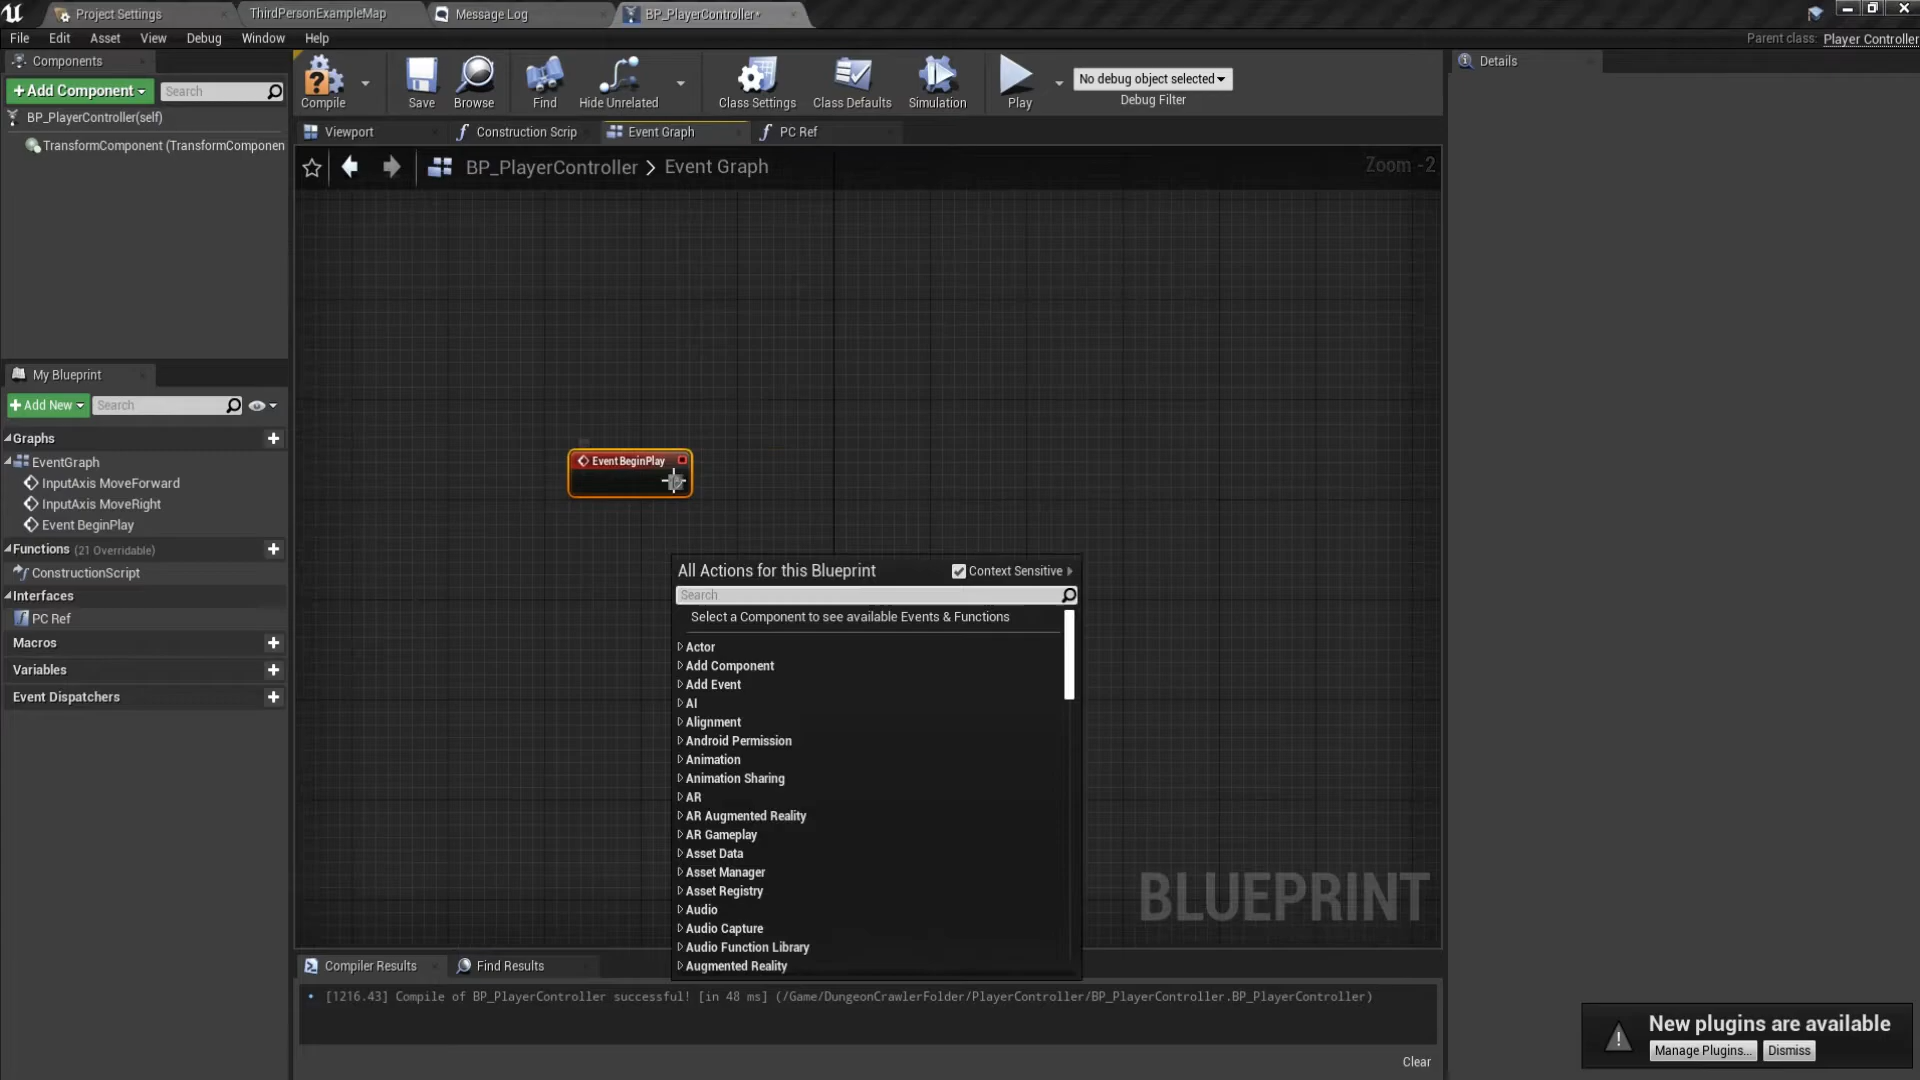 Project Settings
ThirdPersonExampleMap
Message Log
BP_PlayerController*
File Edit Asset View Debug Window Help
Parent class: Player Controller
Components
+Add Component
Search
BP_PlayerController(self)
TransformComponent (TransformComponen
Compile
Save
Browse
Find
Hide Unrelated
Class Settings
Class Defaults
Simulation
Play
No debug object selected
Debug Filter
Details
Viewport
Construction Scrip
Event Graph
PC Ref
BP_PlayerController > Event Graph
Zoom -2
My Blueprint
+Add New
Search
Graphs
EventGraph
InputAxis MoveForward
InputAxis MoveRight
Event BeginPlay
Functions (21 Overridable)
ConstructionScript
Interfaces
PC Ref
Macros
Variables
Event Dispatchers
Event BeginPlay
All Actions for this Blueprint
Context Sensitive
Search
Select a Component to see available Events & Functions
Actor
Add Component
Add Event
AI
Alignment
Android Permission
Animation
Animation Sharing
AR
AR Augmented Reality
AR Gameplay
Asset Data
Asset Manager
Asset Registry
Audio
Audio Capture
Audio Function Library
Augmented Reality
BLUEPRINT
Compiler Results
Find Results
[1216.43] Compile of BP_PlayerController successful! [in 48 ms] (/Game/DungeonCrawlerFolder/PlayerController/BP_PlayerController.BP_PlayerController)
Clear
New plugins are available
Manage Plugins...
Dismiss